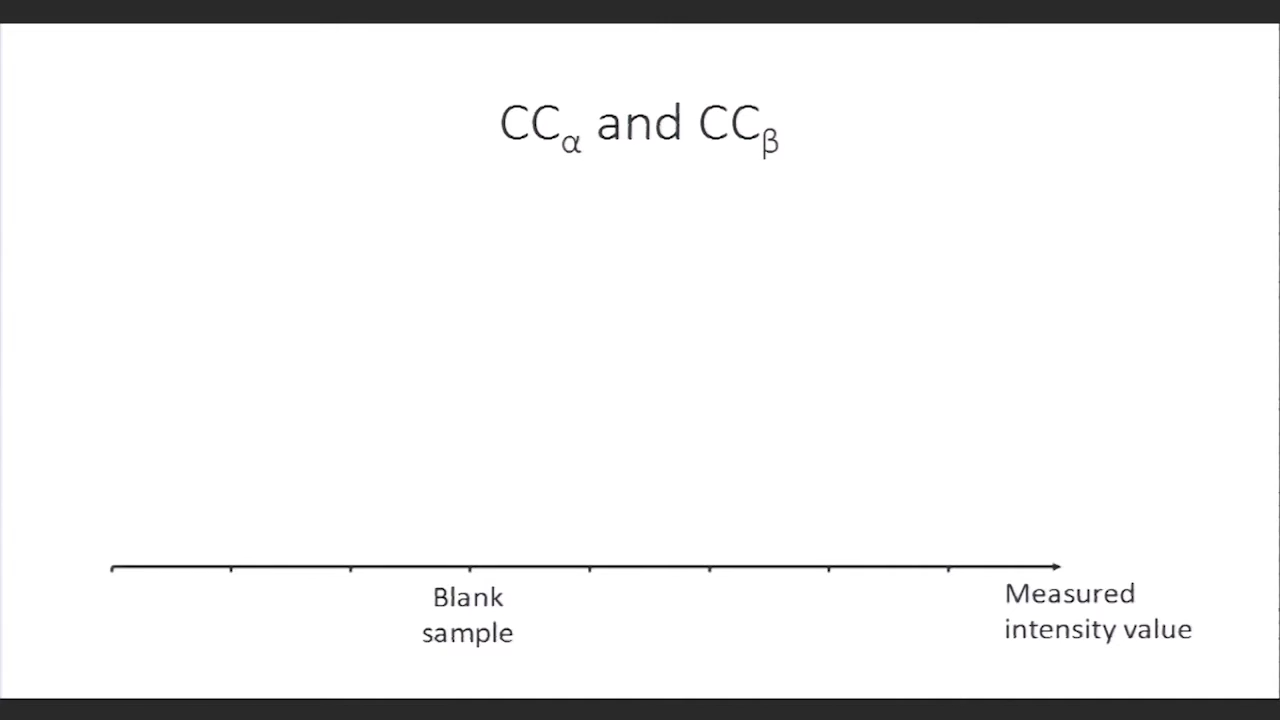 CCα and CCβ
Blank
sample
Measured
intensity value